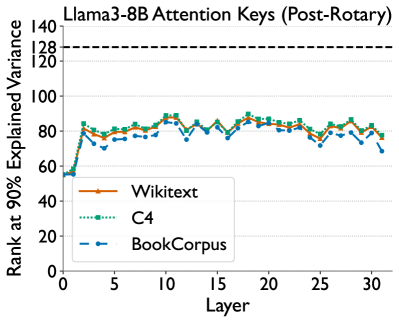 Llama3-8B Attention Keys (Post-Rotary)
Rank at 90% Explained Variance
140
128
120
100
80
60
40
20
0
Wikitext
C4
BookCorpus
0 5 10 15 20 25 30
Layer